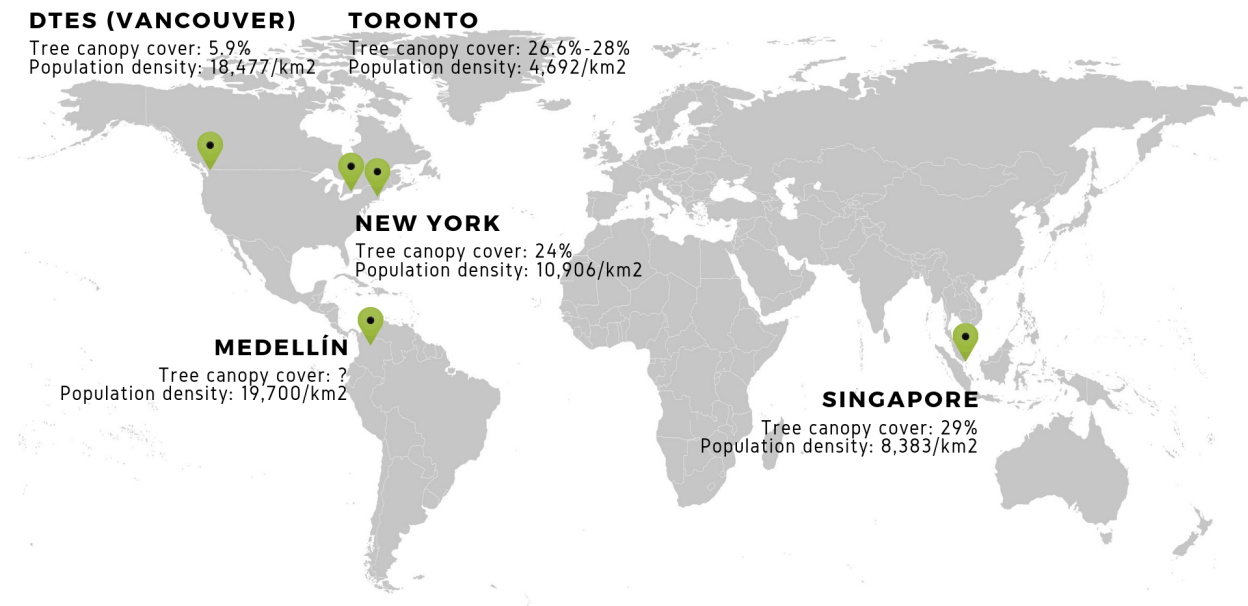 DTES (VANCOUVER)
Tree canopy cover: 5.9%
Population density: 18,477/km2
TORONTO
Tree canopy cover: 26.6%-28%
Population density: 4,692/km2
NEW YORK
Tree canopy cover: 24%
Population density: 10,906/km2
MEDELLÍN
Tree canopy cover: ?
Population density: 19,700/km2
SINGAPORE
Tree canopy cover: 29%
Population density: 8,383/km2